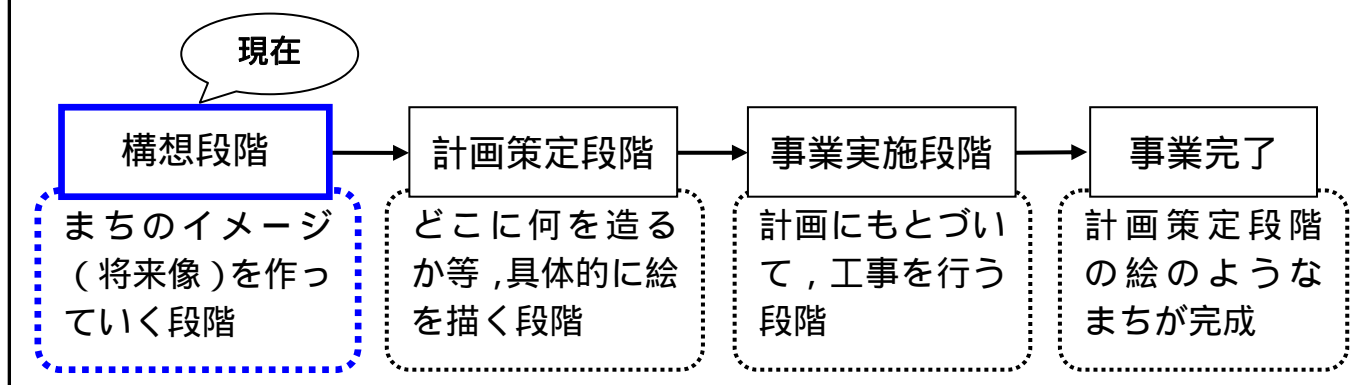 現在
構想段階
計画策定段階
事業実施段階
事業完了
まちのイメージ
（将来像）を作っ
ていく段階
どこに何を造る
か等，具体的に絵
を描く段階
計画にもとづい
て，工事を行う
段階
計画策定段階
の絵のような
まちが完成